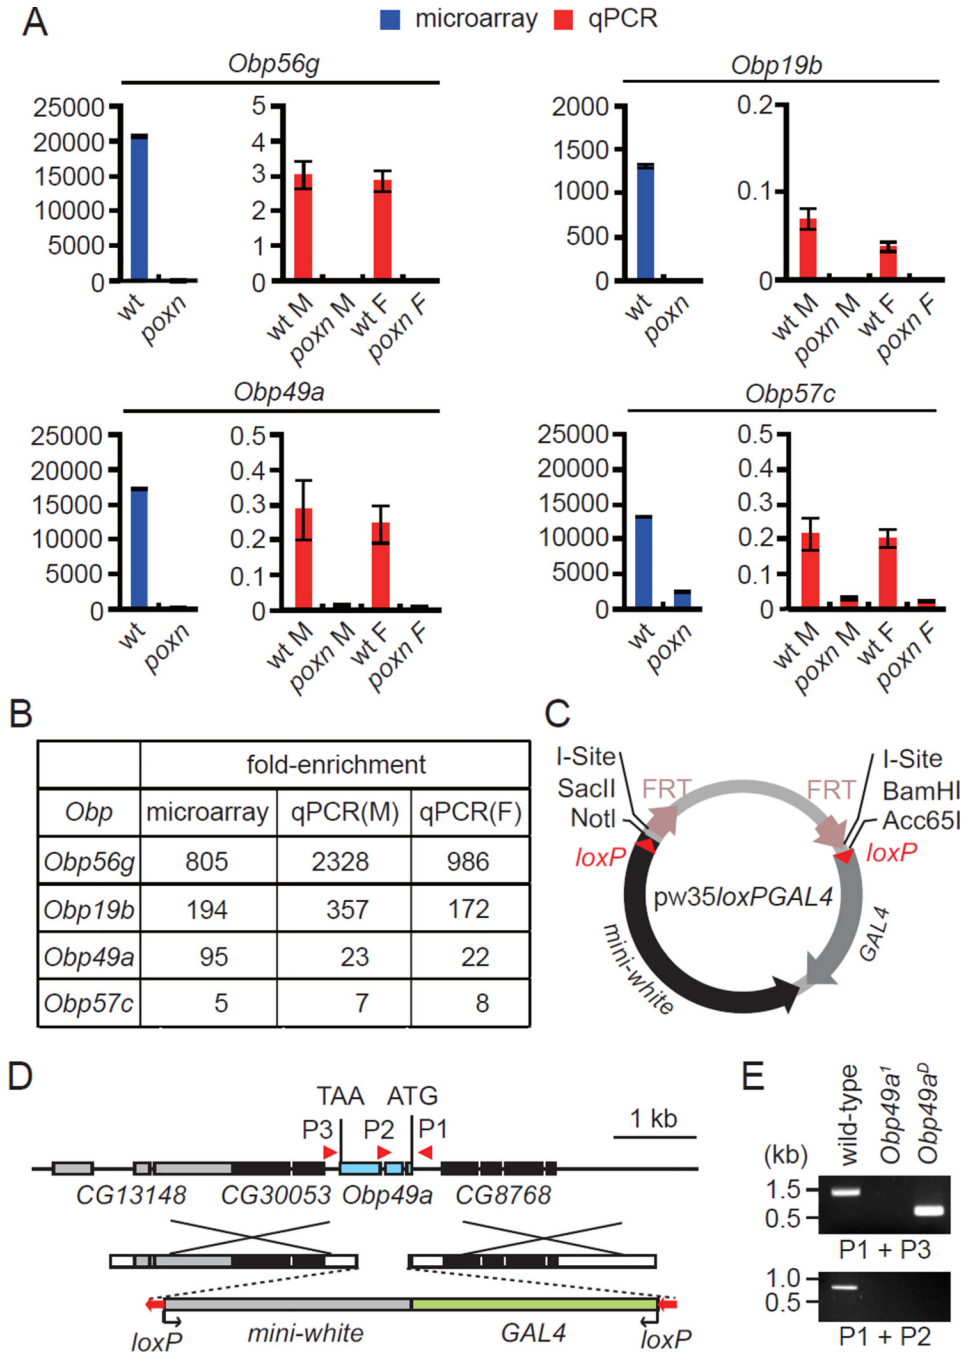 A
microarray qPCR
Obp56g
25000
20000
15000
10000
5000
0
wt
poxn
5
4
3
2
1
0
wt M
poxn M
wt F
poxn F
Obp19b
2000
1500
1000
500
0
wt
poxn
0.2
0.1
0
wt M
poxn M
wt F
poxn F
Obp49a
25000
20000
15000
10000
5000
0
wt
poxn
0.5
0.4
0.3
0.2
0.1
0
wt M
poxn M
wt F
poxn F
Obp57c
25000
20000
15000
10000
5000
0
wt
poxn
0.5
0.4
0.3
0.2
0.1
0
wt M
poxn M
wt F
poxn F
B
fold-enrichment
Obp microarray qPCR(M) qPCR(F)
Obp56g 805 2328 986
Obp19b 194 357 172
Obp49a 95 23 22
Obp57c 5 7 8
C
I-Site
SacII
NotI
loxP
FRT
FRT
I-Site
BamHI
Acc65I
loxP
pw35loxPGAL4
mini-white
GAL4
D
TAA ATG
P3 P2 P1
1 kb
CG13148 CG30053 Obp49a CG8768
loxP mini-white GAL4 loxP
E
wild-type
Obp49a¹
Obp49aᴰ
(kb)
1.5
0.5
P1 + P3
1.0
0.5
P1 + P2